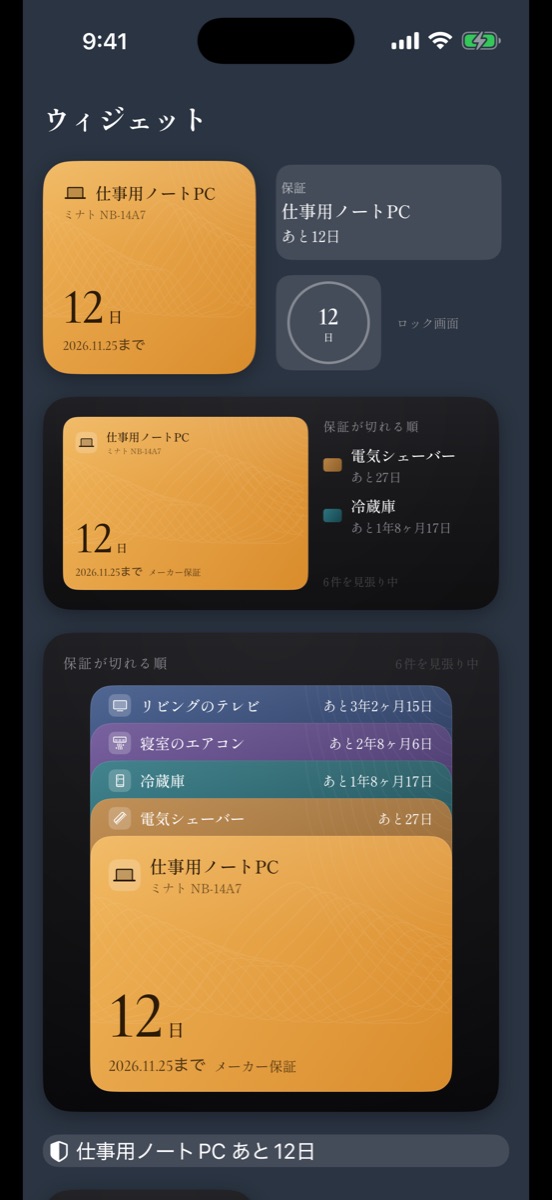 9:41
ウィジェット
仕事用ノートPC
ミナト NB-14A7
12日
2026.11.25まで
保証
仕事用ノートPC
あと12日
12
日
ロック画面
仕事用ノートPC
ミナト NB-14A7
12日
2026.11.25まで メーカー保証
保証が切れる順
電気シェーバー
あと27日
冷蔵庫
あと1年8ヶ月17日
6件を見張り中
保証が切れる順 6件を見張り中
リビングのテレビ あと3年2ヶ月15日
寝室のエアコン あと2年8ヶ月6日
冷蔵庫 あと1年8ヶ月17日
電気シェーバー あと27日
仕事用ノートPC
ミナト NB-14A7
12日
2026.11.25まで メーカー保証
仕事用ノート PC あと 12日